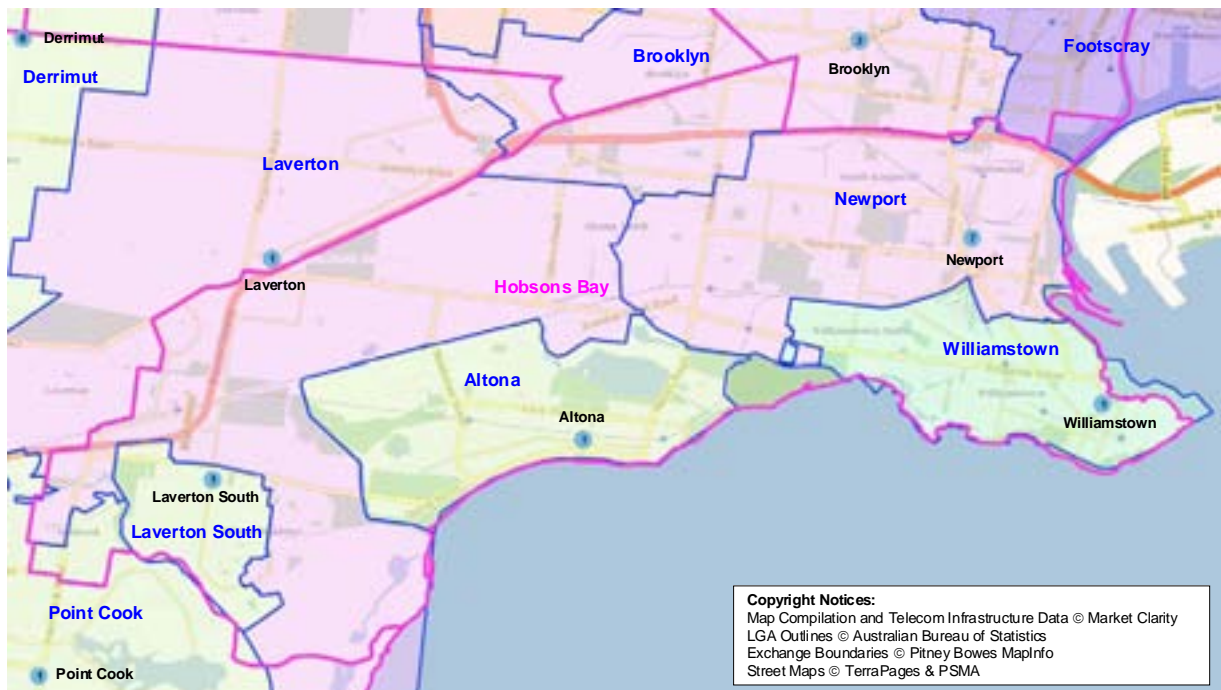 Derrimut
Derrimut
Brooklyn
Brooklyn
Footscray
Laverton
Newport
Newport
Laverton
Hobsons Bay
Williamstown
Altona
Altona
Williamstown
Laverton South
Laverton South
Point Cook
Point Cook
Copyright Notices:
Map Compilation and Telecom Infrastructure Data © Market Clarity
LGA Outlines © Australian Bureau of Statistics
Exchange Boundaries © Pitney Bowes MapInfo
Street Maps © TerraPages & PSMA